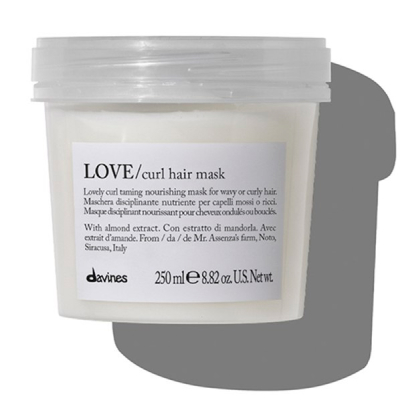 LOVE/curl hair mask
Lovely curl taming nourishing mask for wavy or curly hair.
Maschera disciplinante nutriente per capelli mossi o ricci.
Masque disciplinant nourissant pour cheveux ondulés ou bouclés.
With almond extract. Con estratto di mandorla. Avec
extrait d'amande. From / da / de Mr. Assenza's farm, Noto,
Siracusa, Italy
davines 250 ml ℮ 8.82 oz. U.S. Net wt.